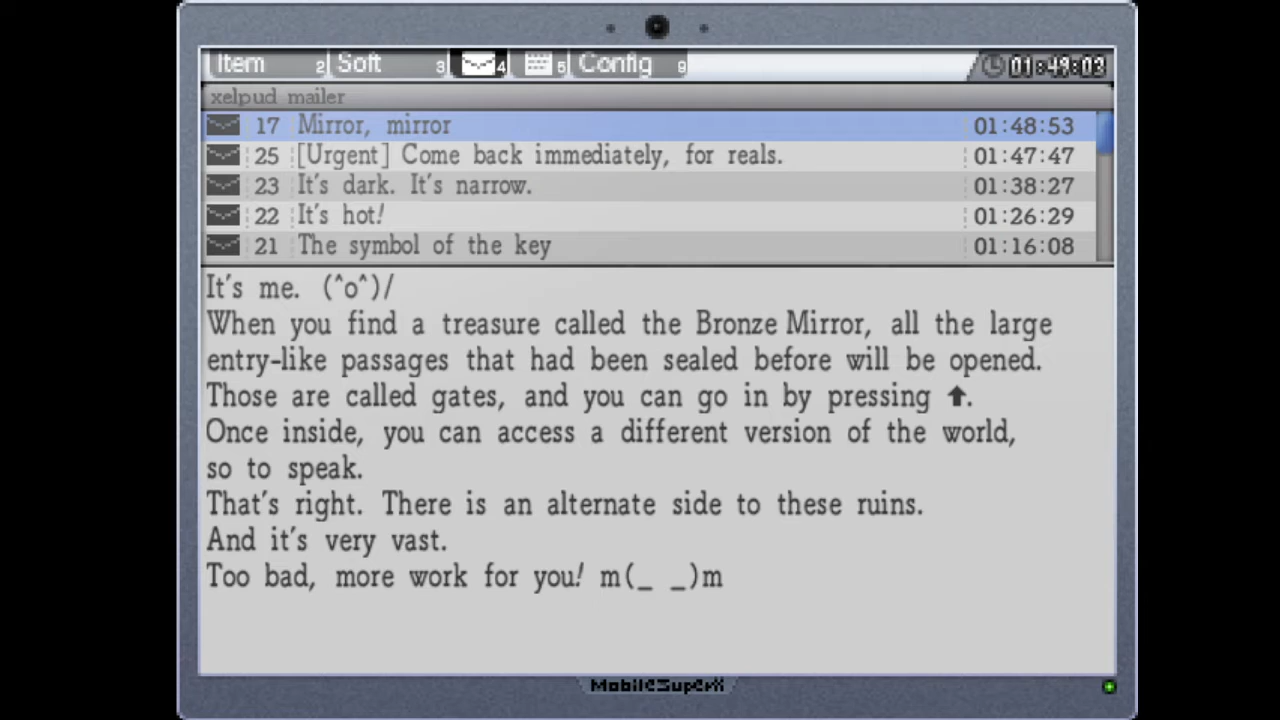 Item 2 Soft 3 4 5 Config 9 01:49:03
xelpud mailer
17 Mirror, mirror 01:48:53
25 [Urgent] Come back immediately, for reals. 01:47:47
23 It's dark. It's narrow. 01:38:27
22 It's hot! 01:26:29
21 The symbol of the key 01:16:08
It's me. (^o^)/
When you find a treasure called the Bronze Mirror, all the large
entry-like passages that had been sealed before will be opened.
Those are called gates, and you can go in by pressing ⬆.
Once inside, you can access a different version of the world,
so to speak.
That's right. There is an alternate side to these ruins.
And it's very vast.
Too bad, more work for you! m(_ _)m
MobileSuperX